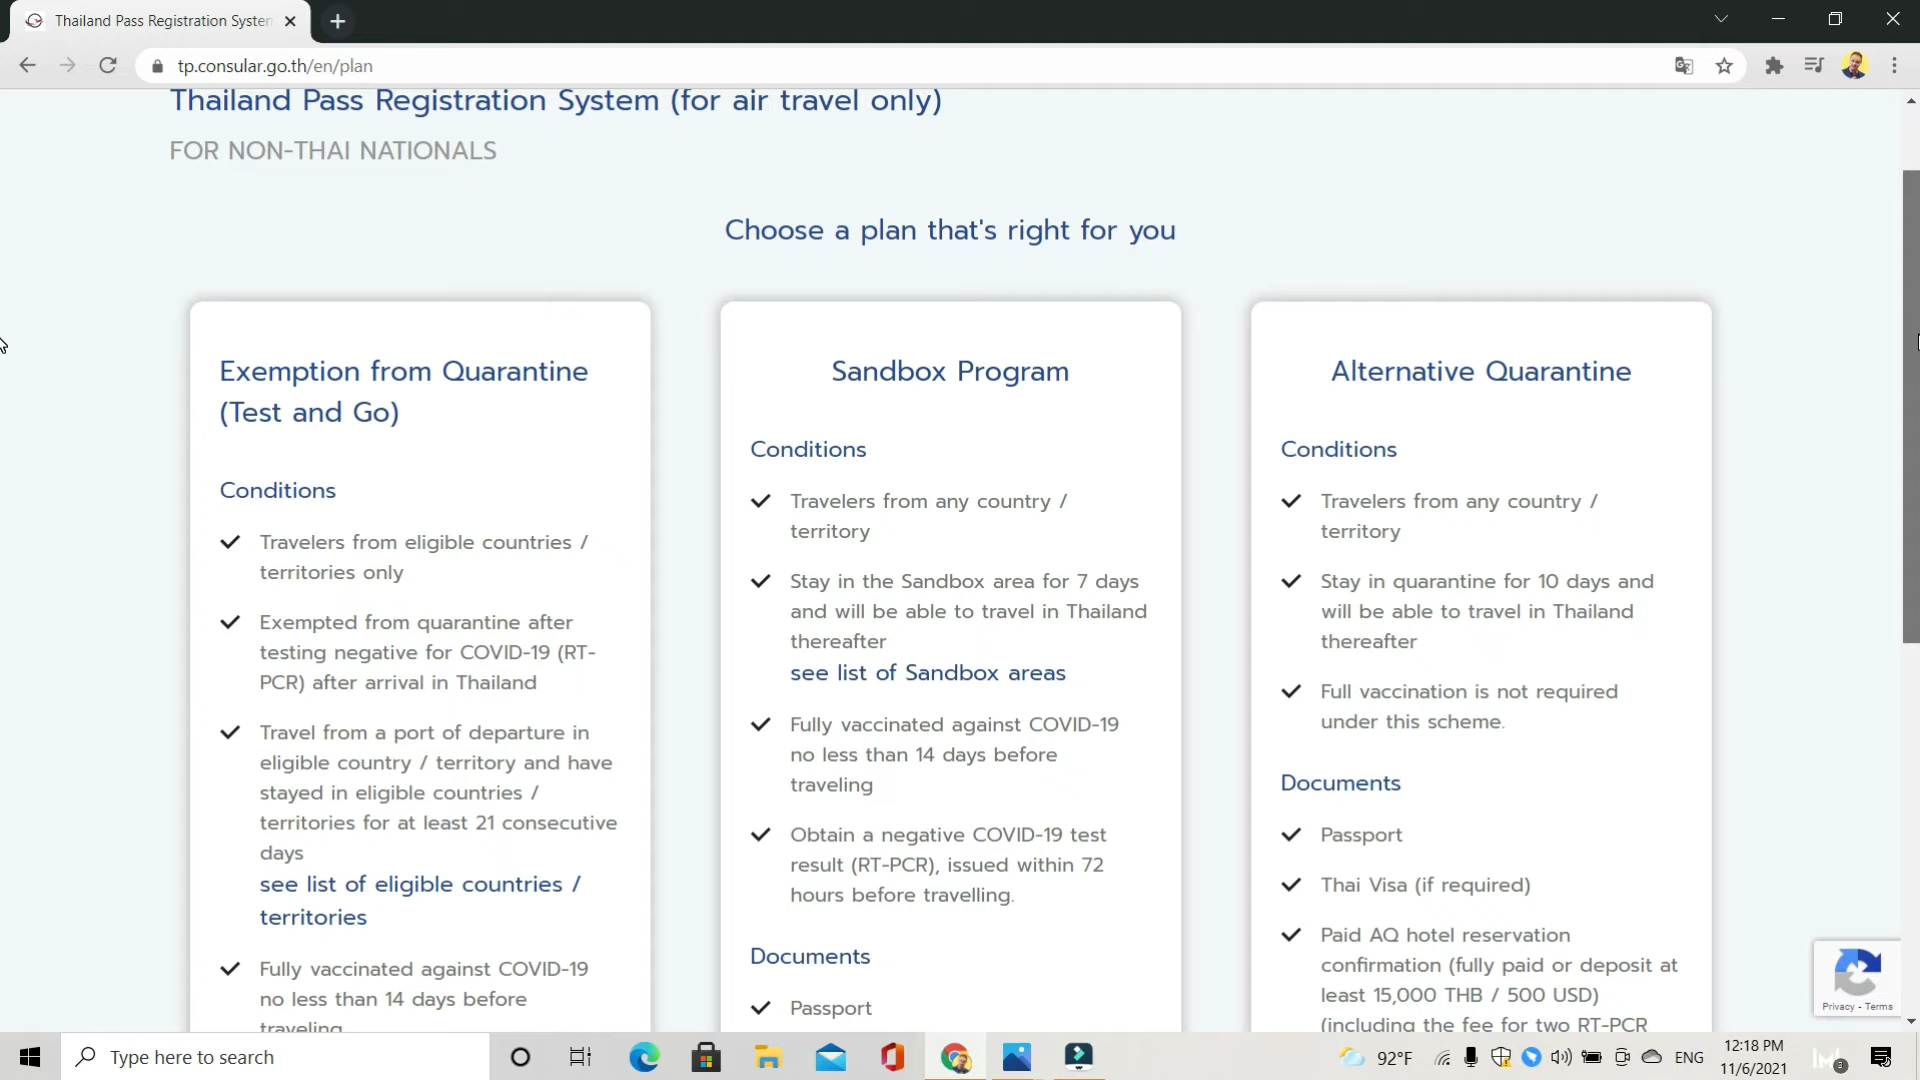 Thailand Pass Registration System
tp.consular.go.th/en/plan
Thailand Pass Registration System (for air travel only)
FOR NON-THAI NATIONALS
Choose a plan that's right for you
Exemption from Quarantine
(Test and Go)
Conditions
Travelers from eligible countries /
territories only
Exempted from quarantine after
testing negative for COVID-19 (RT-
PCR) after arrival in Thailand
Travel from a port of departure in
eligible country / territory and have
stayed in eligible countries /
territories for at least 21 consecutive
days
see list of eligible countries /
territories
Fully vaccinated against COVID-19
no less than 14 days before
traveling
Sandbox Program
Conditions
Travelers from any country /
territory
Stay in the Sandbox area for 7 days
and will be able to travel in Thailand
thereafter
see list of Sandbox areas
Fully vaccinated against COVID-19
no less than 14 days before
traveling
Obtain a negative COVID-19 test
result (RT-PCR), issued within 72
hours before travelling.
Documents
Passport
Alternative Quarantine
Conditions
Travelers from any country /
territory
Stay in quarantine for 10 days and
will be able to travel in Thailand
thereafter
Full vaccination is not required
under this scheme.
Documents
Passport
Thai Visa (if required)
Paid AQ hotel reservation
confirmation (fully paid or deposit at
least 15,000 THB / 500 USD)
(including the fee for two RT-PCR
Privacy - Terms
Type here to search
92°F
ENG
12:18 PM
11/6/2021
3